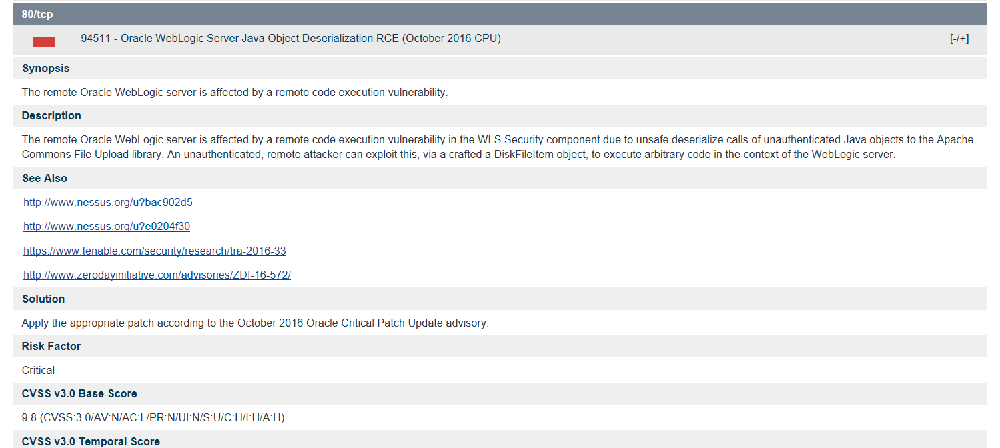 80/tcp
94511 - Oracle WebLogic Server Java Object Deserialization RCE (October 2016 CPU) [-/+]
Synopsis
The remote Oracle WebLogic server is affected by a remote code execution vulnerability.
Description
The remote Oracle WebLogic server is affected by a remote code execution vulnerability in the WLS Security component due to unsafe deserialize calls of unauthenticated Java objects to the Apache
Commons File Upload library. An unauthenticated, remote attacker can exploit this, via a crafted a DiskFileItem object, to execute arbitrary code in the context of the WebLogic server.
See Also
http://www.nessus.org/u?bac902d5
http://www.nessus.org/u?e0204f30
https://www.tenable.com/security/research/tra-2016-33
http://www.zerodayinitiative.com/advisories/ZDI-16-572/
Solution
Apply the appropriate patch according to the October 2016 Oracle Critical Patch Update advisory.
Risk Factor
Critical
CVSS v3.0 Base Score
9.8 (CVSS:3.0/AV:N/AC:L/PR:N/UI:N/S:U/C:H/I:H/A:H)
CVSS v3.0 Temporal Score